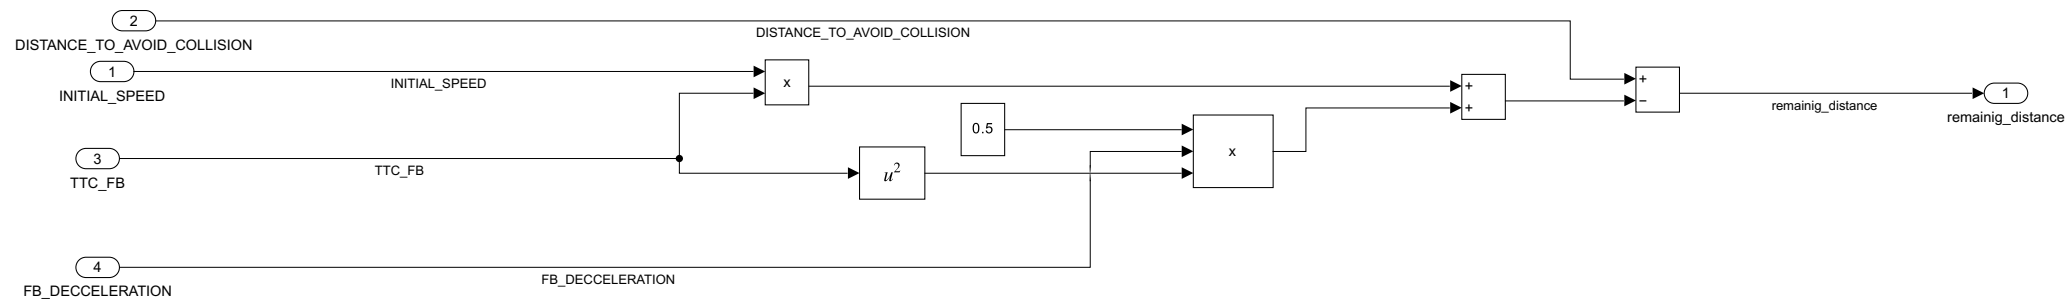 2
DISTANCE_TO_AVOID_COLLISION
DISTANCE_TO_AVOID_COLLISION
1
INITIAL_SPEED
INITIAL_SPEED
x
+
+
+
−
remainig_distance
1
remainig_distance
0.5
x
3
TTC_FB
TTC_FB
u²
4
FB_DECCELERATION
FB_DECCELERATION